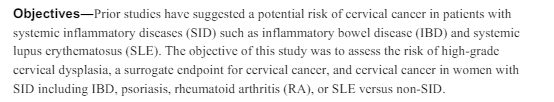 Objectives—Prior studies have suggested a potential risk of cervical cancer in patients with
systemic inflammatory diseases (SID) such as inflammatory bowel disease (IBD) and systemic
lupus erythematosus (SLE). The objective of this study was to assess the risk of high-grade
cervical dysplasia, a surrogate endpoint for cervical cancer, and cervical cancer in women with
SID including IBD, psoriasis, rheumatoid arthritis (RA), or SLE versus non-SID.